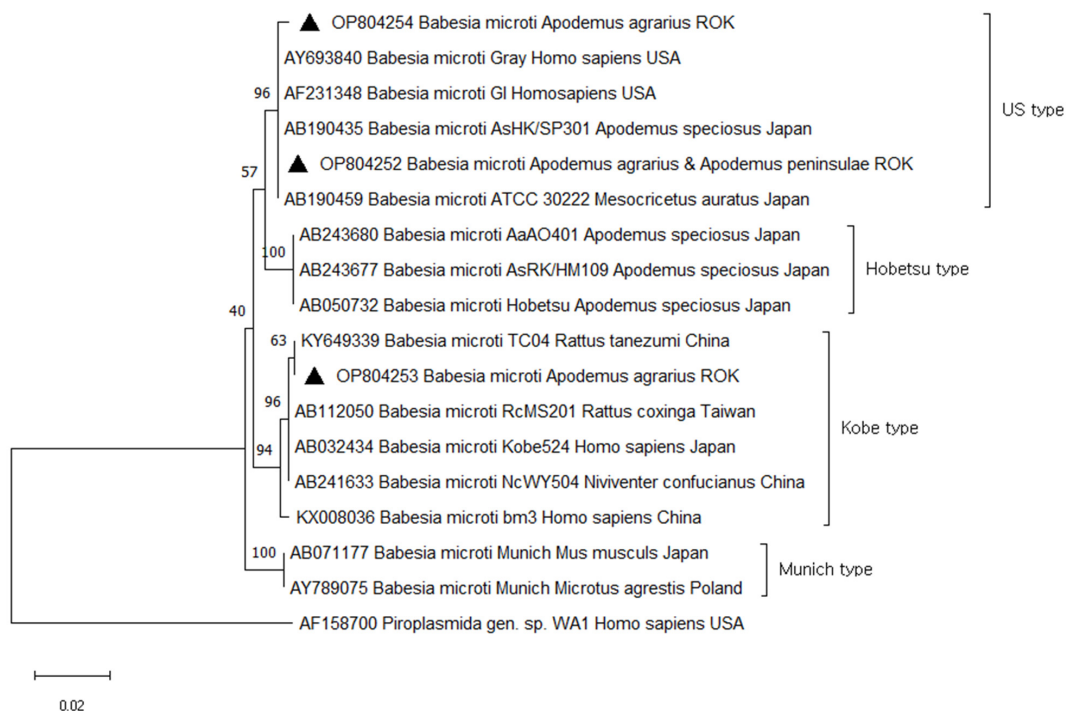 OP804254 Babesia microti Apodemus agrarius ROK
AY693840 Babesia microti Gray Homo sapiens USA
96
AF231348 Babesia microti GI Homosapiens USA
US type
AB190435 Babesia microti AsHK/SP301 Apodemus speciosus Japan
OP804252 Babesia microti Apodemus agrarius & Apodemus peninsulae ROK
57
AB190459 Babesia microti ATCC 30222 Mesocricetus auratus Japan
AB243680 Babesia microti AaAO401 Apodemus speciosus Japan
100
AB243677 Babesia microti AsRK/HM109 Apodemus speciosus Japan
Hobetsu type
AB050732 Babesia microti Hobetsu Apodemus speciosus Japan
40
63
KY649339 Babesia microti TC04 Rattus tanezumi China
OP804253 Babesia microti Apodemus agrarius ROK
96
AB112050 Babesia microti RcMS201 Rattus coxinga Taiwan
Kobe type
94
AB032434 Babesia microti Kobe524 Homo sapiens Japan
AB241633 Babesia microti NcWY504 Niviventer confucianus China
KX008036 Babesia microti bm3 Homo sapiens China
100
AB071177 Babesia microti Munich Mus musculs Japan
Munich type
AY789075 Babesia microti Munich Microtus agrestis Poland
AF158700 Piroplasmida gen. sp. WA1 Homo sapiens USA
0.02